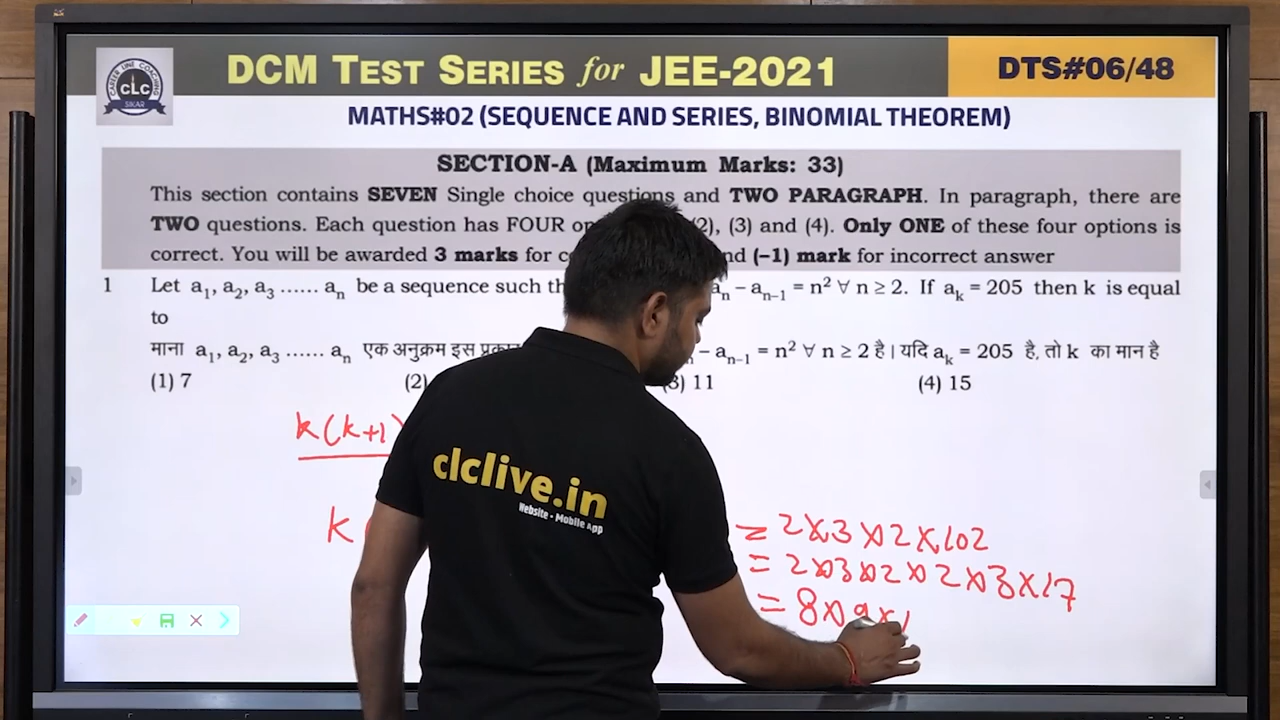 DCM TEST SERIES for JEE-2021
DTS#06/48
CAREER LINE COACHING
CLC
SIKAR
MATHS#02 (SEQUENCE AND SERIES, BINOMIAL THEOREM)
SECTION-A (Maximum Marks: 33)
This section contains SEVEN Single choice questions and TWO PARAGRAPH. In paragraph, there are
TWO questions. Each question has FOUR 2), (3) and (4). Only ONE of these four options is
correct. You will be awarded 3 marks for nd (–1) mark for incorrect answer
1 Let a₁, a₂, a₃ ...... aₙ be a sequence such aₙ – aₙ₋₁ = n² ∀ n ≥ 2. If aₖ = 205 then k is equal
to
माना a₁, a₂, a₃ ...... aₙ एक अनुक्रम इस – aₙ₋₁ = n² ∀ n ≥ 2 है। यदि aₖ = 205 है, तो k का मान है
(1) 7 (2) (3) 11 (4) 15
k(k+1)
k
= 2×3×2×102
= 2×3×2×2×3×17
= 8×9×
clclive.in
Website • Mobile App